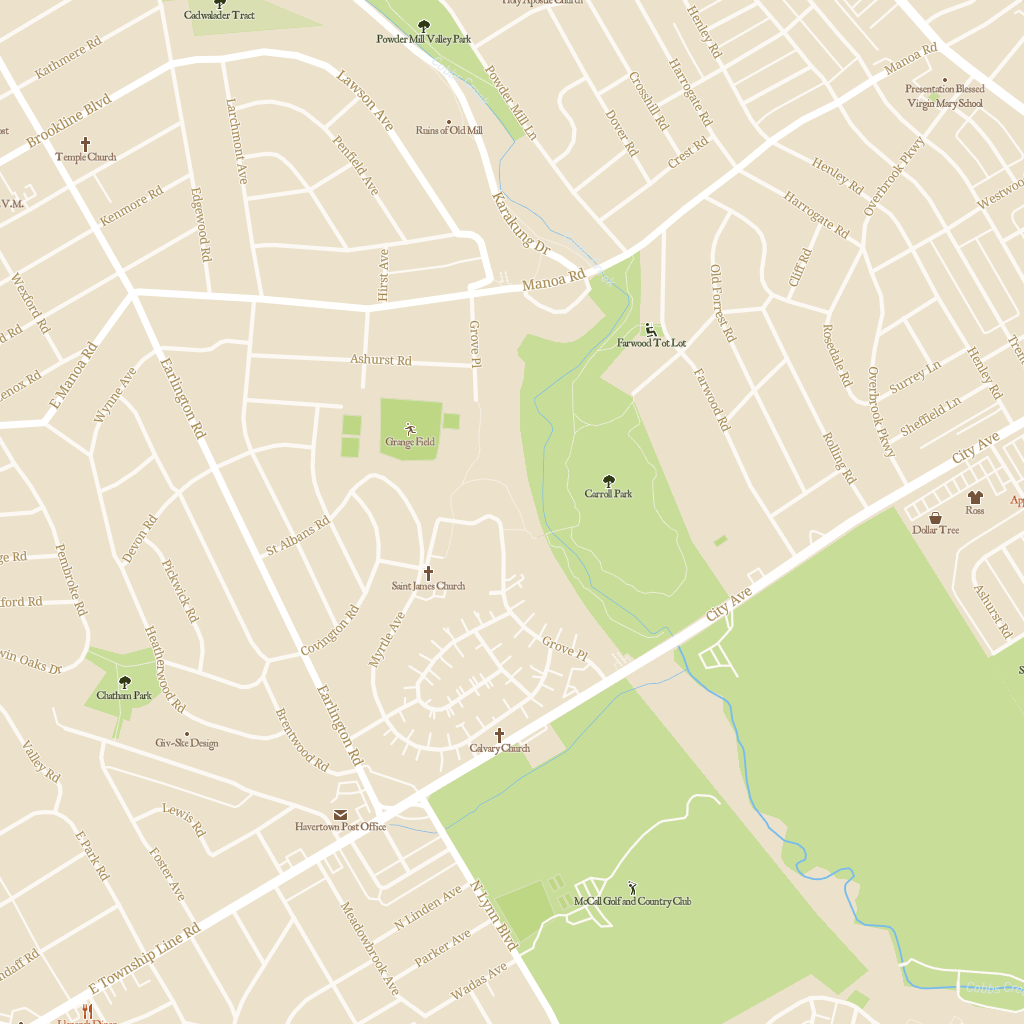 Cadwalader Tract
Holy Apostle Church
Powder Mill Valley Park
Henley Rd
Kathmere Rd
Manoa Rd
Lawson Ave
Powder Mill Ln
Crosshill Rd
Harrogate Rd
Presentation Blessed
Virgin Mary School
Brookline Blvd
Larchmont Ave
Ruins of Old Mill
Dover Rd
Temple Church
Penfield Ave
Crest Rd
Henley Rd
Overbrook Pkwy
Westwood
V.M.
Kenmore Rd
Edgewood Rd
Karakung Dr
Harrogate Rd
Hirst Ave
Cliff Rd
Wexford Rd
Manoa Rd
Old Forrest Rd
Grove Pl
Farwood Tot Lot
E Manoa Rd
Ashurst Rd
Rosedale Rd
Surrey Ln
Henley Rd
Wynne Ave
Earlington Rd
Farwood Rd
Overbrook Pkwy
Sheffield Ln
Grange Field
Rolling Rd
City Ave
Carroll Park
Ross
Dollar Tree
St Albans Rd
Devon Rd
Pembroke Rd
Pickwick Rd
Saint James Church
City Ave
Ashurst Rd
Covington Rd
Myrtle Ave
Heatherwood Rd
Grove Pl
win Oaks Dr
Chatham Park
Earlington Rd
Brentwood Rd
Giv-Site Design
Calvary Church
Valley Rd
Lewis Rd
Havertown Post Office
E Park Rd
Foster Ave
N Linden Ave
N Lynn Blvd
McCall Golf and Country Club
Meadowbrook Ave
Parker Ave
E Township Line Rd
Wadas Ave